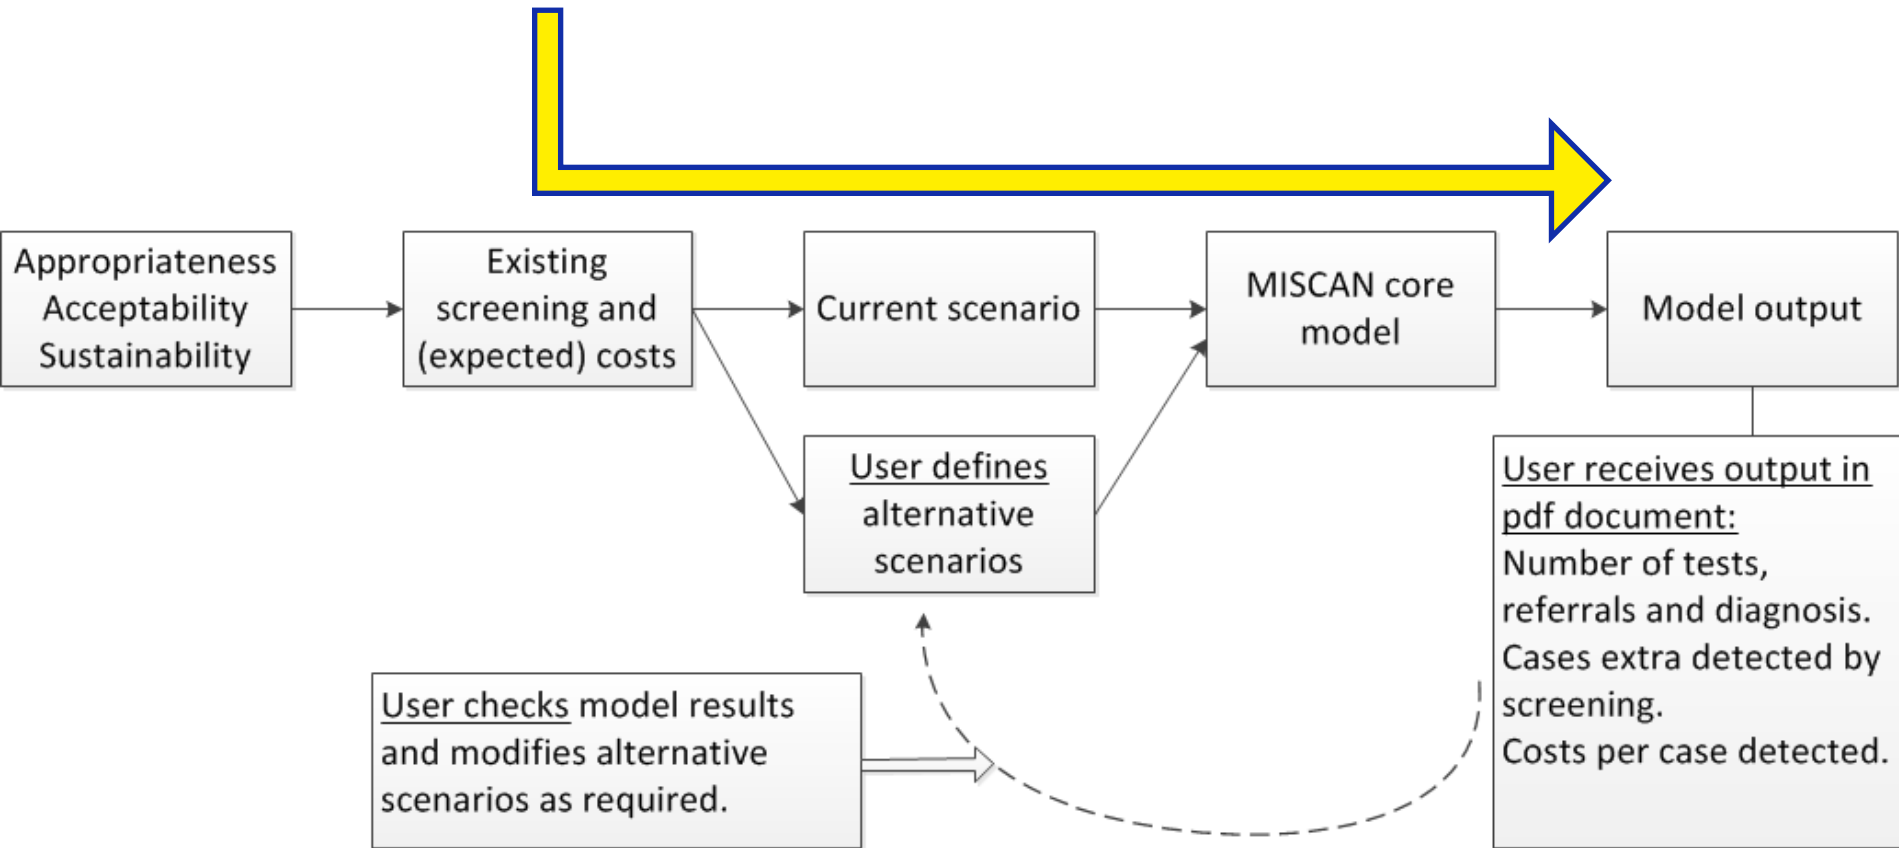 Appropriateness
Acceptability
Sustainability
Existing
screening and
(expected) costs
Current scenario
MISCAN core
model
Model output
User defines
alternative
scenarios
User receives output in
pdf document:
Number of tests,
referrals and diagnosis.
Cases extra detected by
screening.
Costs per case detected.
User checks model results
and modifies alternative
scenarios as required.